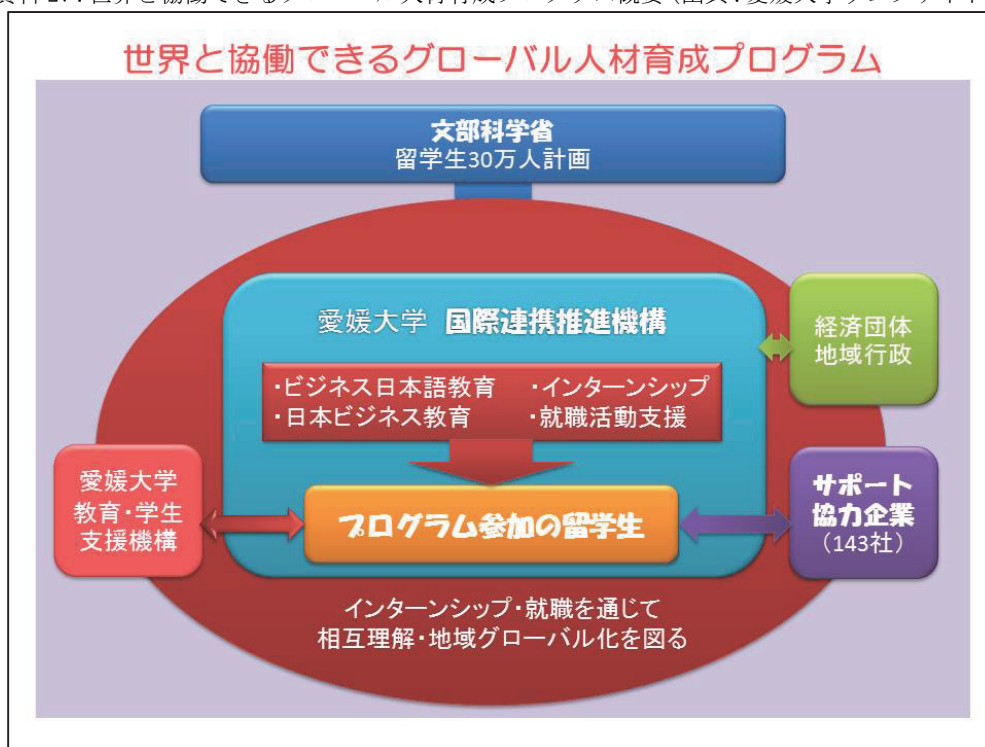 世界と協働できるグローバル人材育成プログラム
文部科学省
留学生30万人計画
愛媛大学 国際連携推進機構
・ビジネス日本語教育 ・インターンシップ
・日本ビジネス教育 ・就職活動支援
経済団体
地域行政
愛媛大学
教育・学生
支援機構
プログラム参加の留学生
サポート
協力企業
（143社）
インターンシップ・就職を通じて
相互理解・地域グローバル化を図る